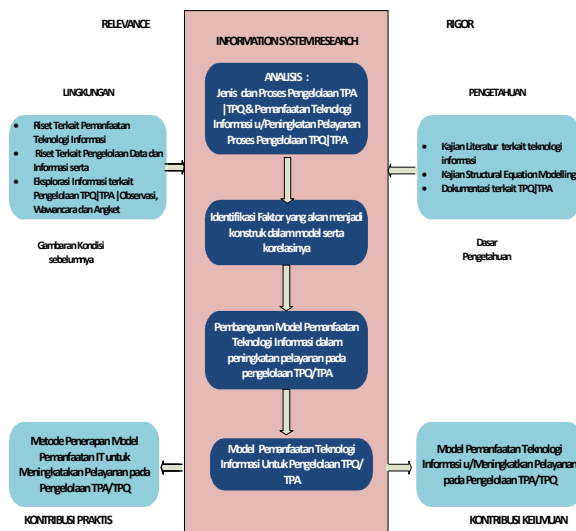 RELEVANCE
RIGOR
INFORMATION SYSTEM RESEARCH
ANALISIS :
Jenis dan Proses Pengelolaan TPA
|TPQ & Pemanfaatan Teknologi
Informasi u/Peningkatan Pelayanan
Proses Pengelolaan TPQ|TPA
LINGKUNGAN
• Riset Terkait Pemanfaatan
Teknologi Informasi
• Riset Terkait Pengelolaan Data dan
Informasi serta
• Eksplorasi Informasi terkait
Pengelolaan TPQ|TPA |Observasi,
Wawancara dan Angket
PENGETAHUAN
• Kajian Literatur terkait teknologi
informasi
• Kajian Structural Equation Modelling
• Dokumentasi terkait TPQ|TPA
Gambaran Kondisi
sebelumnya
Identifikasi Faktor yang akan menjadi
konstruk dalam model serta
korelasinya
Dasar
Pengetahuan
Pembangunan Model Pemanfaatan
Teknologi Informasi dalam
peningkatan pelayanan pada
pengelolaan TPQ/TPA
Metode Penerapan Model
Pemanfaatan IT untuk
Meningkatakan Pelayanan pada
Pengelolaan TPA/TPQ
Model Pemanfaatan Teknologi
Informasi Untuk Pengelolaan TPQ/
TPA
Model Pemanfaatan Teknologi
Informasi u/Meningkatkan Pelayanan
pada Pengelolaan TPA/TPQ
KONTRIBUSI PRAKTIS
KONTRIBUSI KEILMUAN